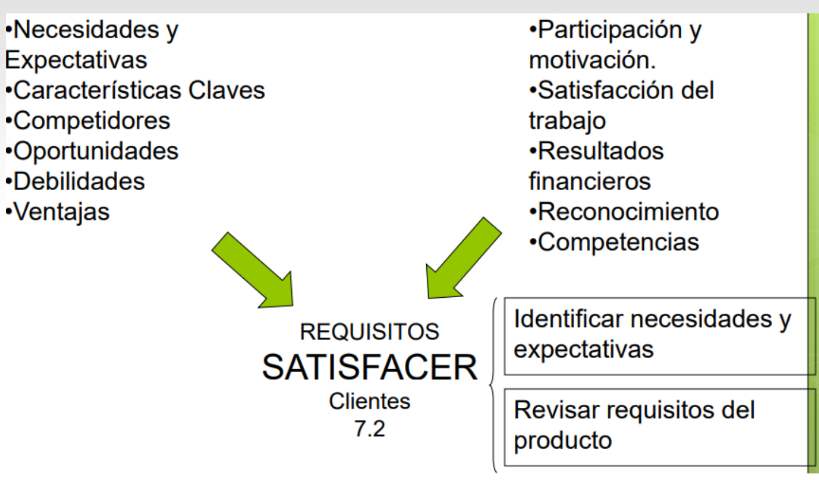 •Necesidades y
Expectativas
•Características Claves
•Competidores
•Oportunidades
•Debilidades
•Ventajas
•Participación y
motivación.
•Satisfacción del
trabajo
•Resultados
financieros
•Reconocimiento
•Competencias
REQUISITOS
SATISFACER
Clientes
7.2
Identificar necesidades y
expectativas
Revisar requisitos del
producto